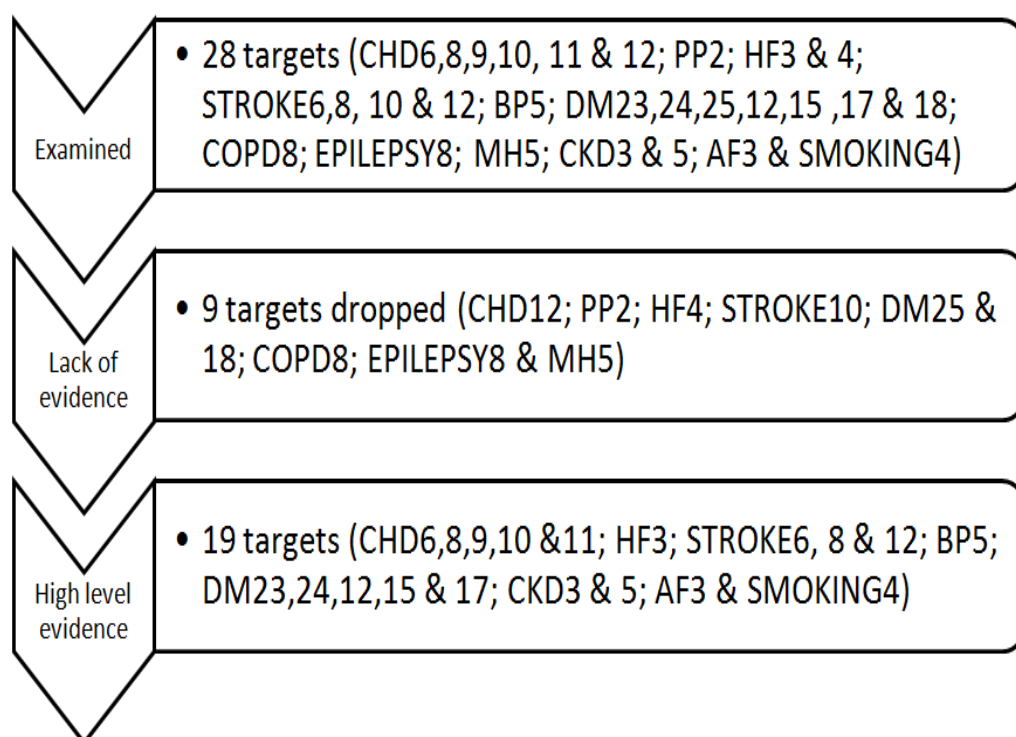 Examined
• 28 targets (CHD6,8,9,10, 11 & 12; PP2; HF3 & 4;
STROKE6,8, 10 & 12; BP5; DM23,24,25,12,15 ,17 & 18;
COPD8; EPILEPSY8; MH5; CKD3 & 5; AF3 & SMOKING4)
Lack of
evidence
• 9 targets dropped (CHD12; PP2; HF4; STROKE10; DM25 &
18; COPD8; EPILEPSY8 & MH5)
High level
evidence
• 19 targets (CHD6,8,9,10 &11; HF3; STROKE6, 8 & 12; BP5;
DM23,24,12,15 & 17; CKD3 & 5; AF3 & SMOKING4)